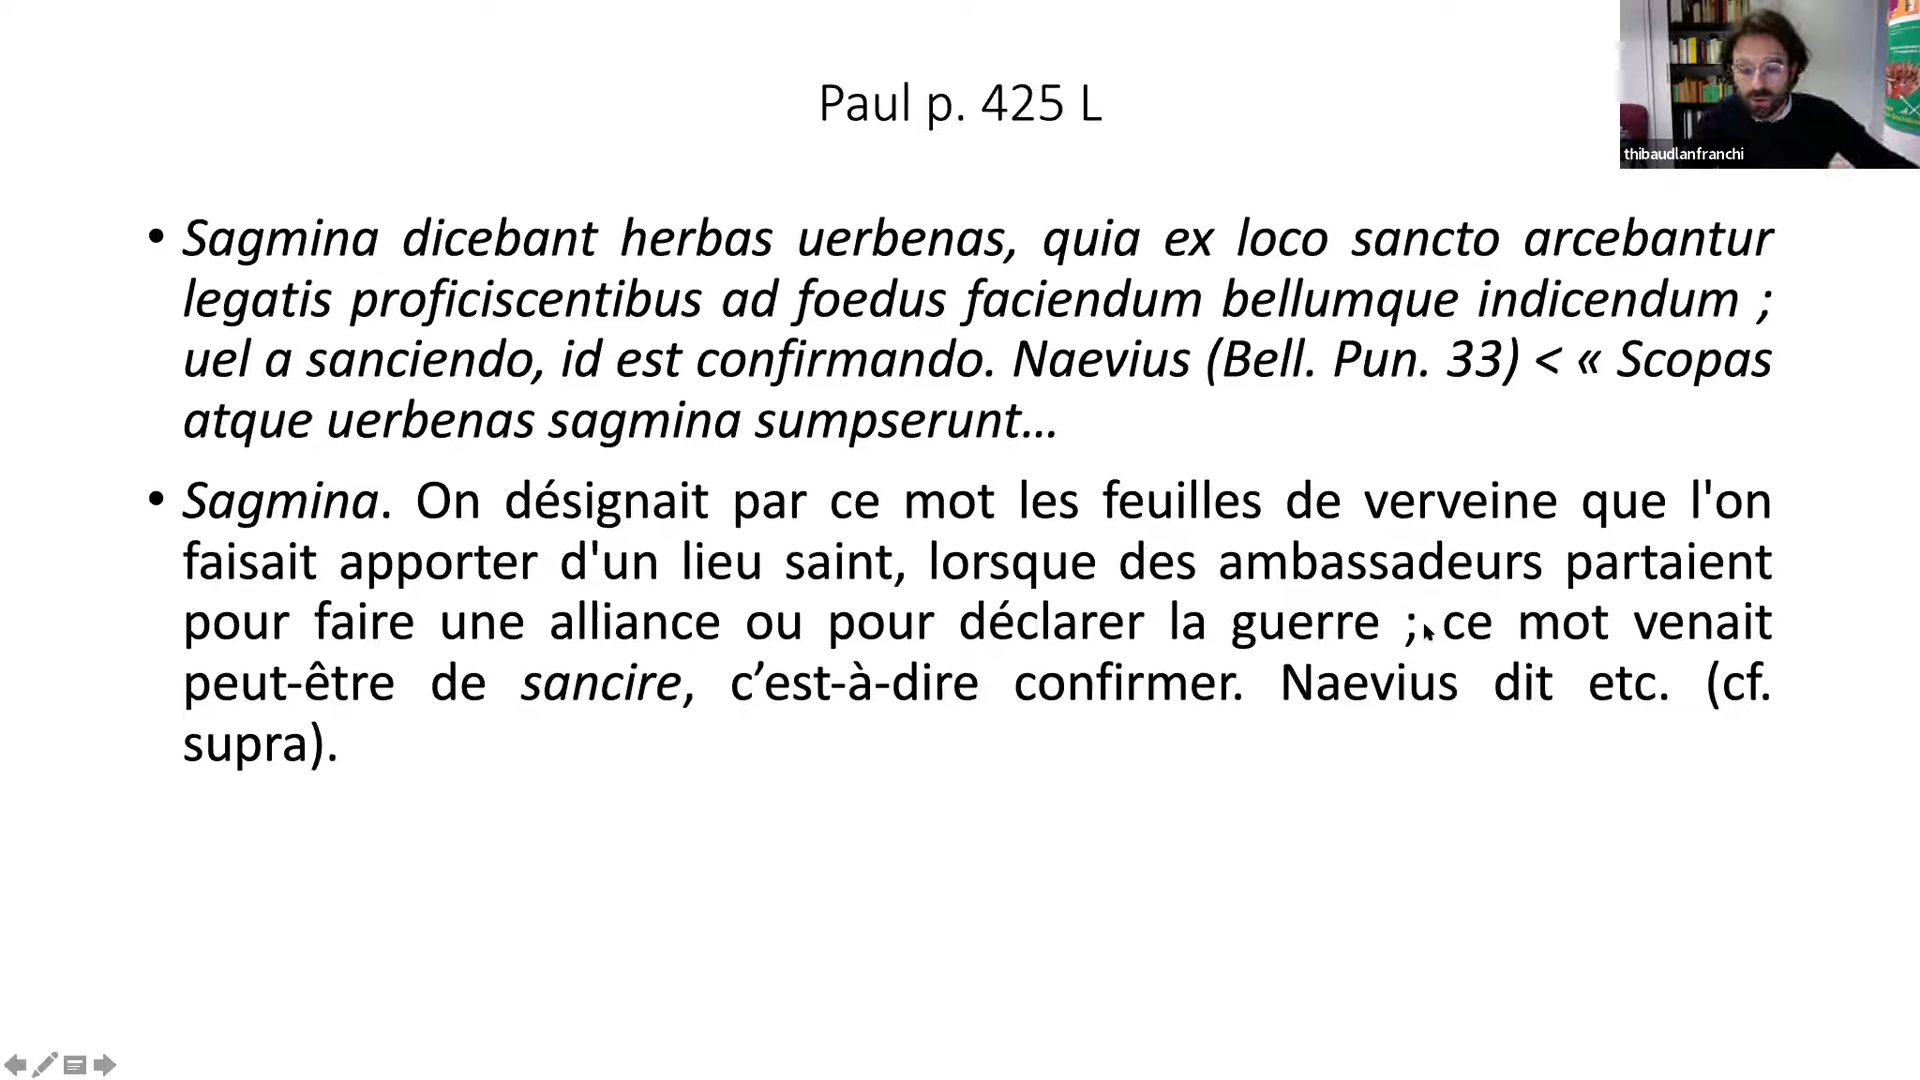 Paul p. 425 L
thibaudlanfranchi
• Sagmina dicebant herbas uerbenas, quia ex loco sancto arcebantur
legatis proficiscentibus ad foedus faciendum bellumque indicendum ;
uel a sanciendo, id est confirmando. Naevius (Bell. Pun. 33) < « Scopas
atque uerbenas sagmina sumpserunt…
• Sagmina. On désignait par ce mot les feuilles de verveine que l'on
faisait apporter d'un lieu saint, lorsque des ambassadeurs partaient
pour faire une alliance ou pour déclarer la guerre ; ce mot venait
peut-être de sancire, c’est-à-dire confirmer. Naevius dit etc. (cf.
supra).